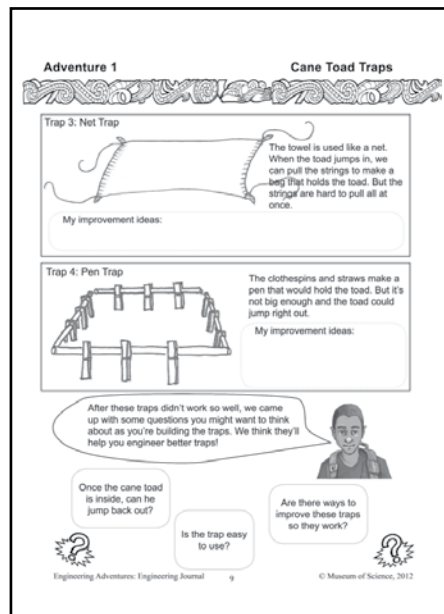 Adventure 1
Cane Toad Traps
Trap 3: Net Trap
The towel is used like a net.
When the toad jumps in, we
can pull the strings to make a
bag that holds the toad. But the
strings are hard to pull all at
once.
My improvement ideas:
Trap 4: Pen Trap
The clothespins and straws make a
pen that would hold the toad. But it's
not big enough and the toad could
jump right out.
My improvement ideas:
After these traps didn't work so well, we came
up with some questions you might want to think
about as you're building the traps. We think they'll
help you engineer better traps!
Once the cane toad
is inside, can he
jump back out?
Is the trap easy
to use?
Are there ways to
improve these traps
so they work?
Engineering Adventures: Engineering Journal
9
© Museum of Science, 2012